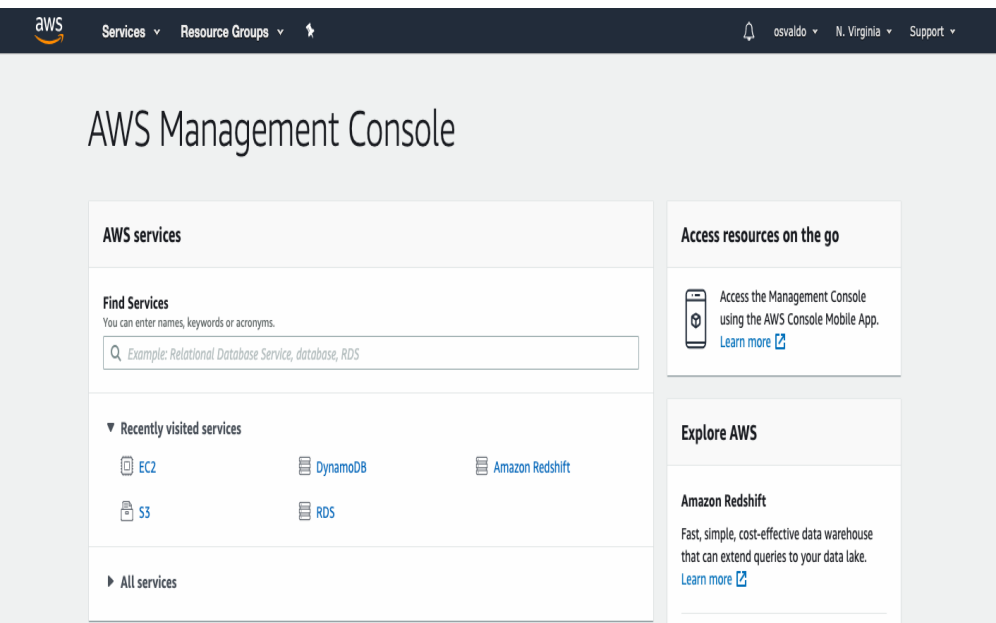 aws
Services
Resource Groups
osvaldo
N. Virginia
Support
AWS Management Console
AWS services
Find Services
You can enter names, keywords or acronyms.
Example: Relational Database Service, database, RDS
Recently visited services
EC2
DynamoDB
Amazon Redshift
S3
RDS
All services
Access resources on the go
Access the Management Console
using the AWS Console Mobile App.
Learn more
Explore AWS
Amazon Redshift
Fast, simple, cost-effective data warehouse
that can extend queries to your data lake.
Learn more